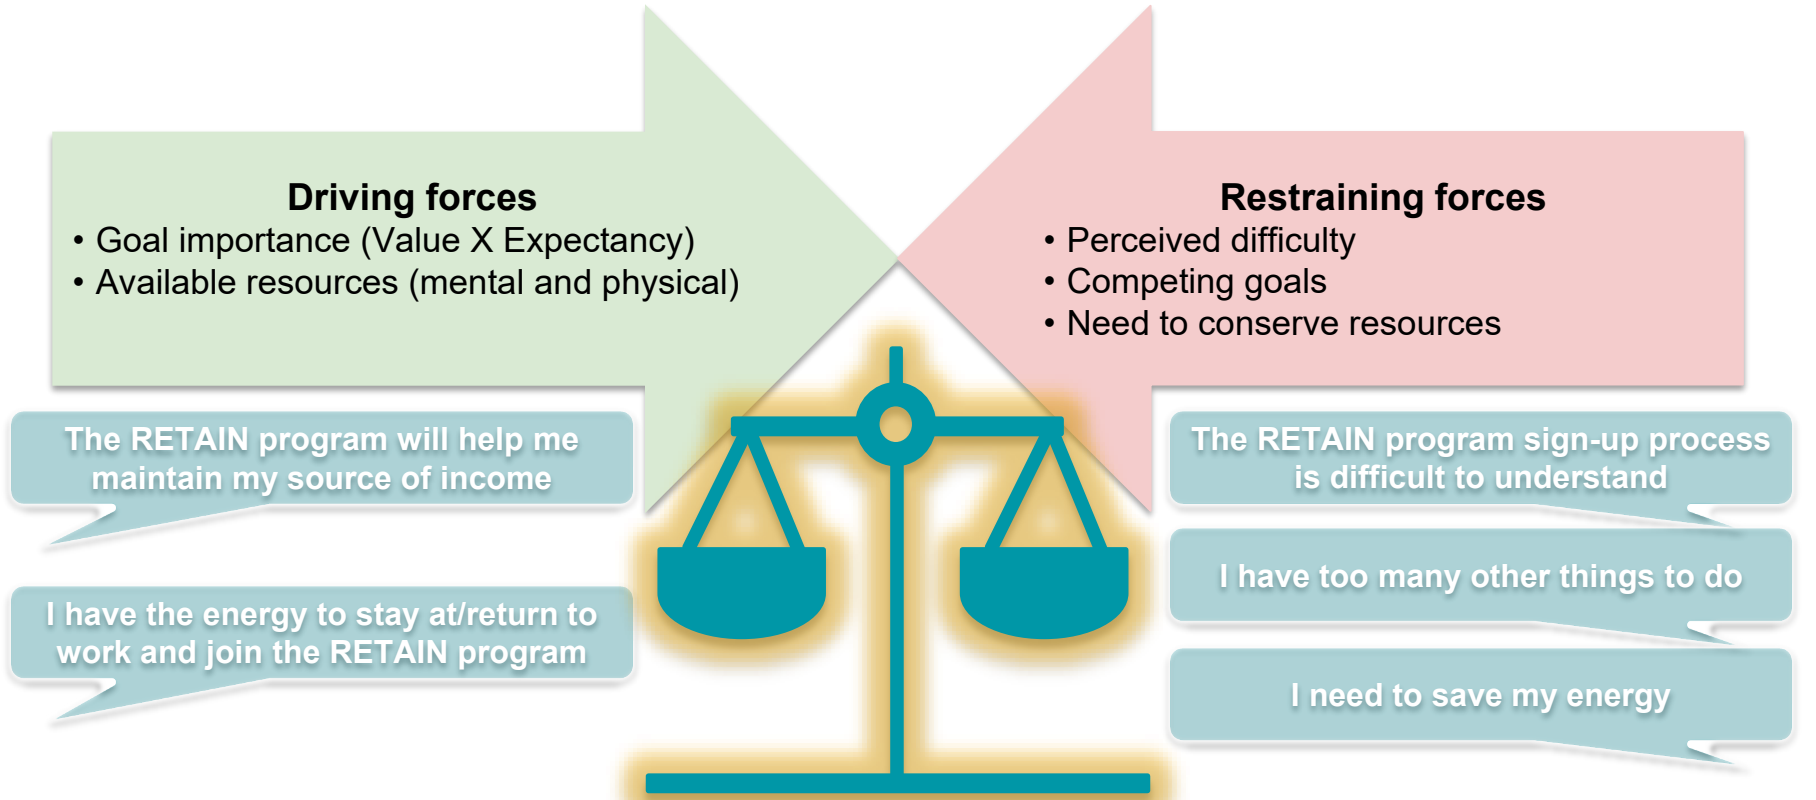 Driving forces
• Goal importance (Value X Expectancy)
• Available resources (mental and physical)
Restraining forces
• Perceived difficulty
• Competing goals
• Need to conserve resources
The RETAIN program will help me
maintain my source of income
I have the energy to stay at/return to
work and join the RETAIN program
The RETAIN program sign-up process
is difficult to understand
I have too many other things to do
I need to save my energy